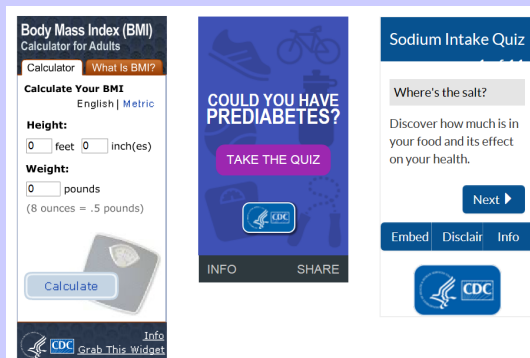 Body Mass Index (BMI)
Calculator for Adults
Calculator What Is BMI?
Calculate Your BMI
English | Metric
Height:
0 feet 0 inch(es)
Weight:
0 pounds
(8 ounces = .5 pounds)
Calculate
CDC
Info
Grab This Widget
COULD YOU HAVE
PREDIABETES?
TAKE THE QUIZ
CDC
INFO SHARE
Sodium Intake Quiz
Where's the salt?
Discover how much is in
your food and its effect
on your health.
Next
Embed Disclair Info
CDC